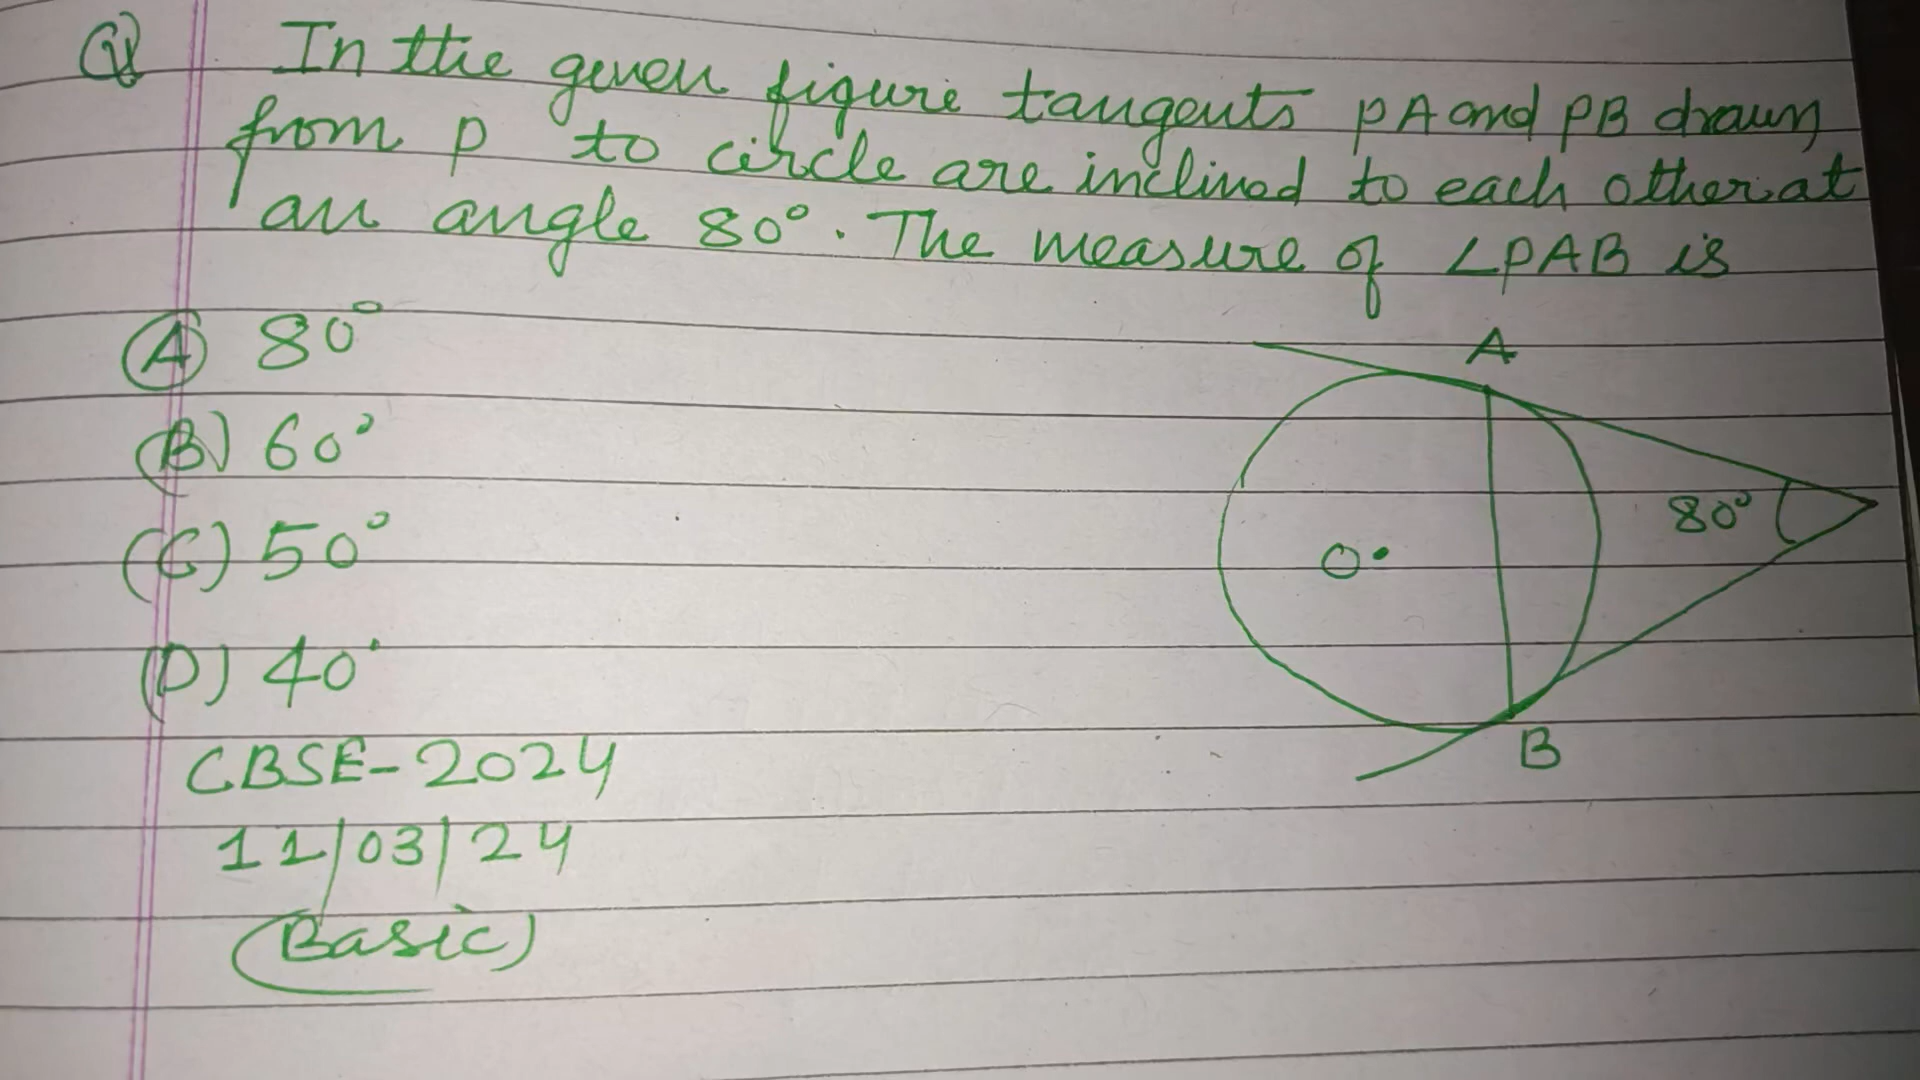 Q)
In the given figure tangents PA and PB drawn
from P to circle are inclined to each other at
an angle 80°. The measure of ∠PAB is
(A) 80°
(B) 60°
(C) 50°
(D) 40°
CBSE-2024
11/03/24
(Basic)
A
80°
O
B